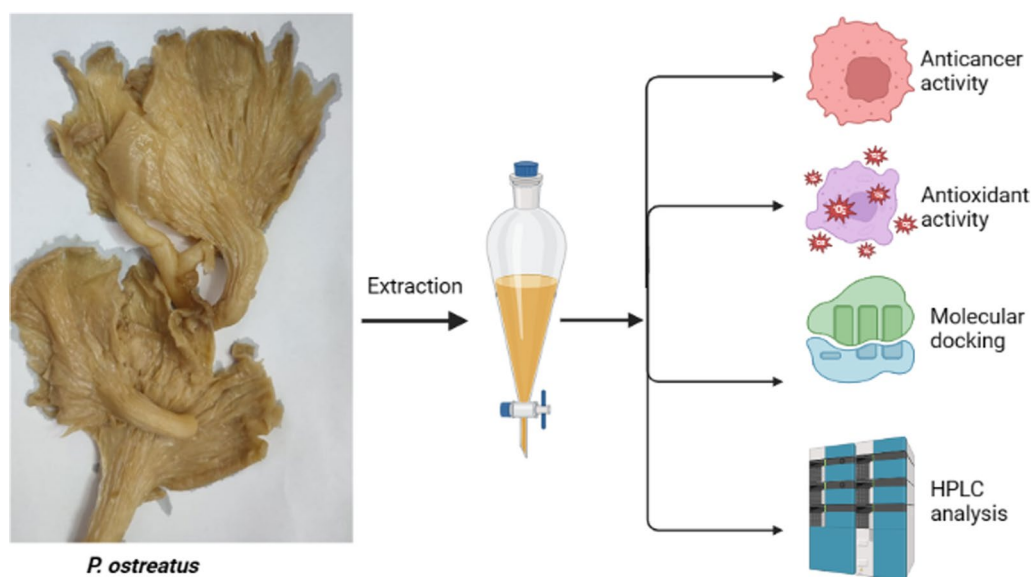 Anticancer
activity
Antioxidant
activity
Extraction
Molecular
docking
HPLC
analysis
P. ostreatus